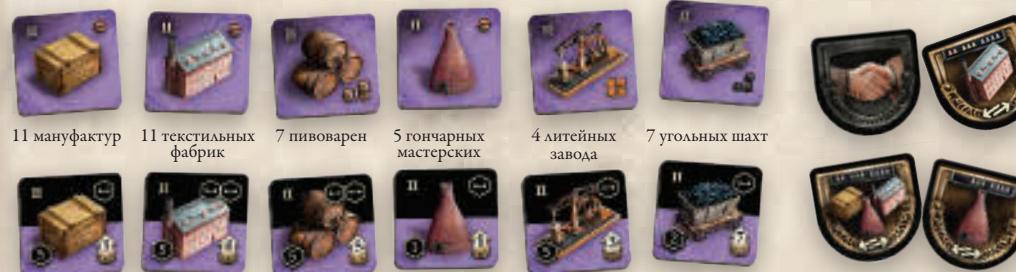 11 мануфактур
11 текстильных
фабрик
7 пивоварен
5 гончарных
мастерских
4 литейных
завода
7 угольных шахт